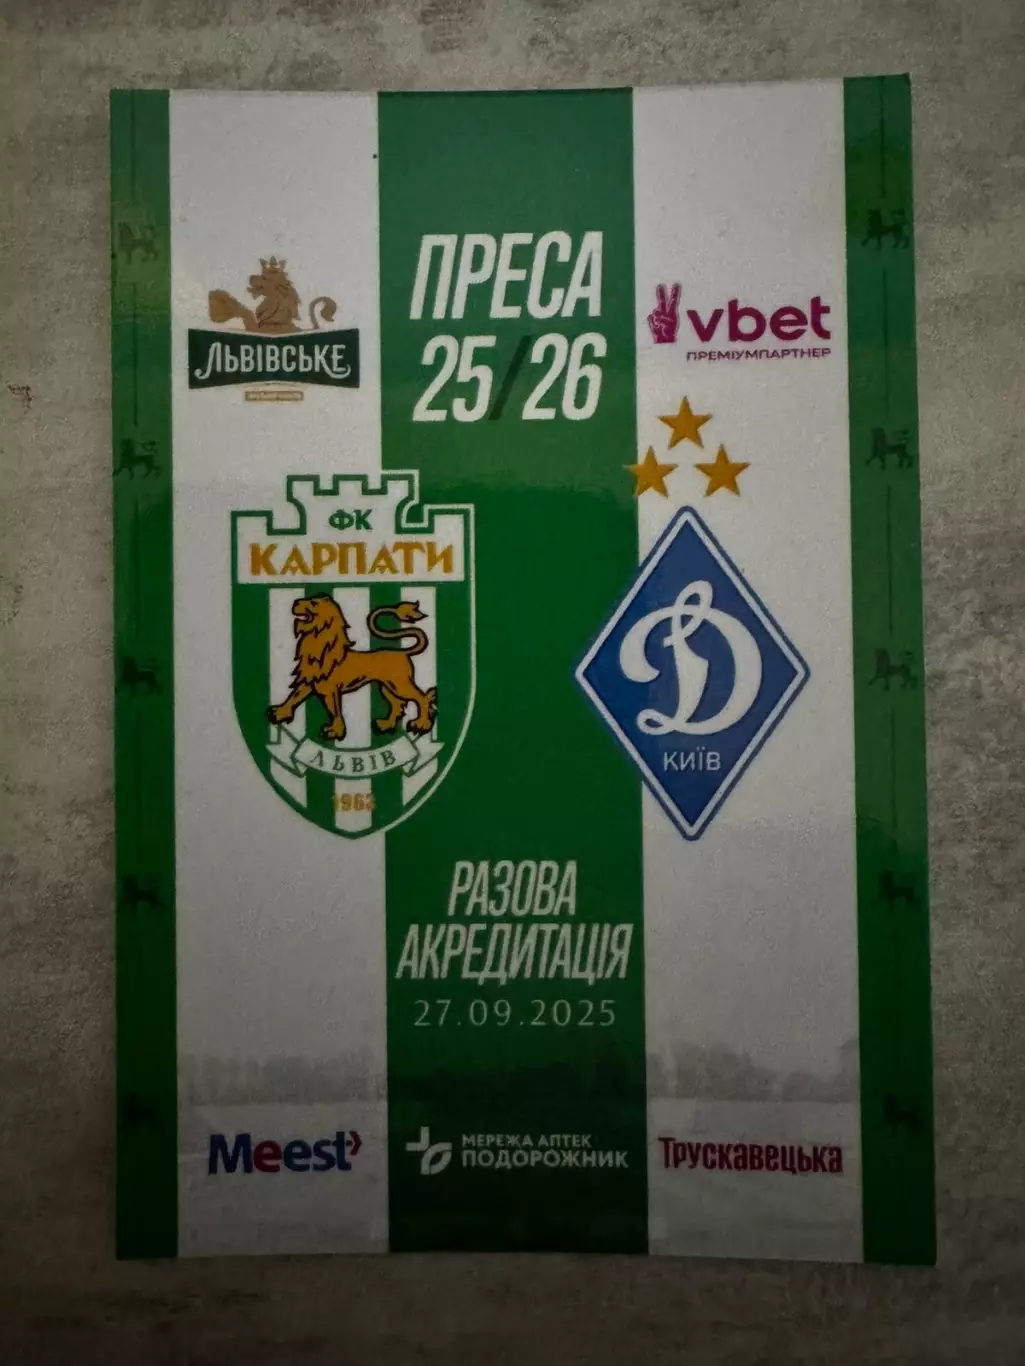 ПРЕСА
25/26
ЛЬВІВСЬКЕ
vbet
ПРЕМІУМПАРТНЕР
ФК
КАРПАТИ
ЛЬВІВ
1963
КИЇВ
РАЗОВА
АКРЕДИТАЦІЯ
27.09.2025
Meest
МЕРЕЖА АПТЕК
ПОДОРОЖНИК
Трускавецька